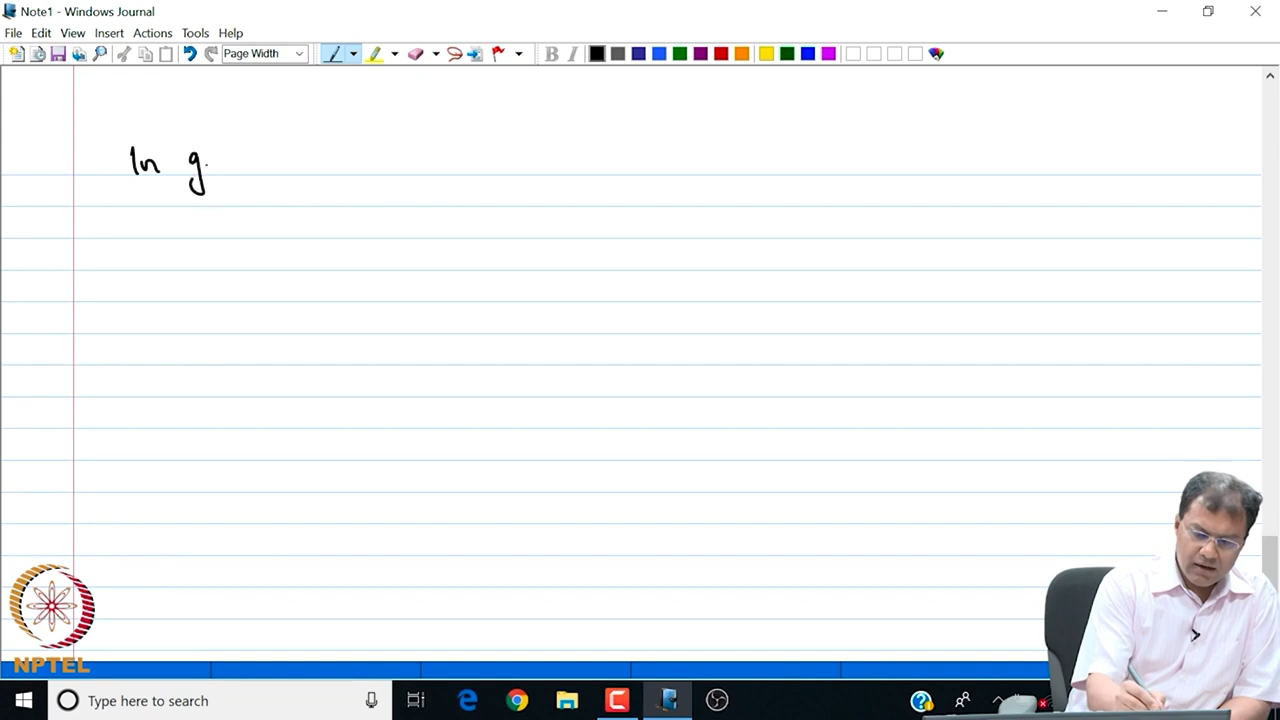 Note1 - Windows Journal
File Edit View Insert Actions Tools Help
Page Width B I
In g
NPTEL
Type here to search